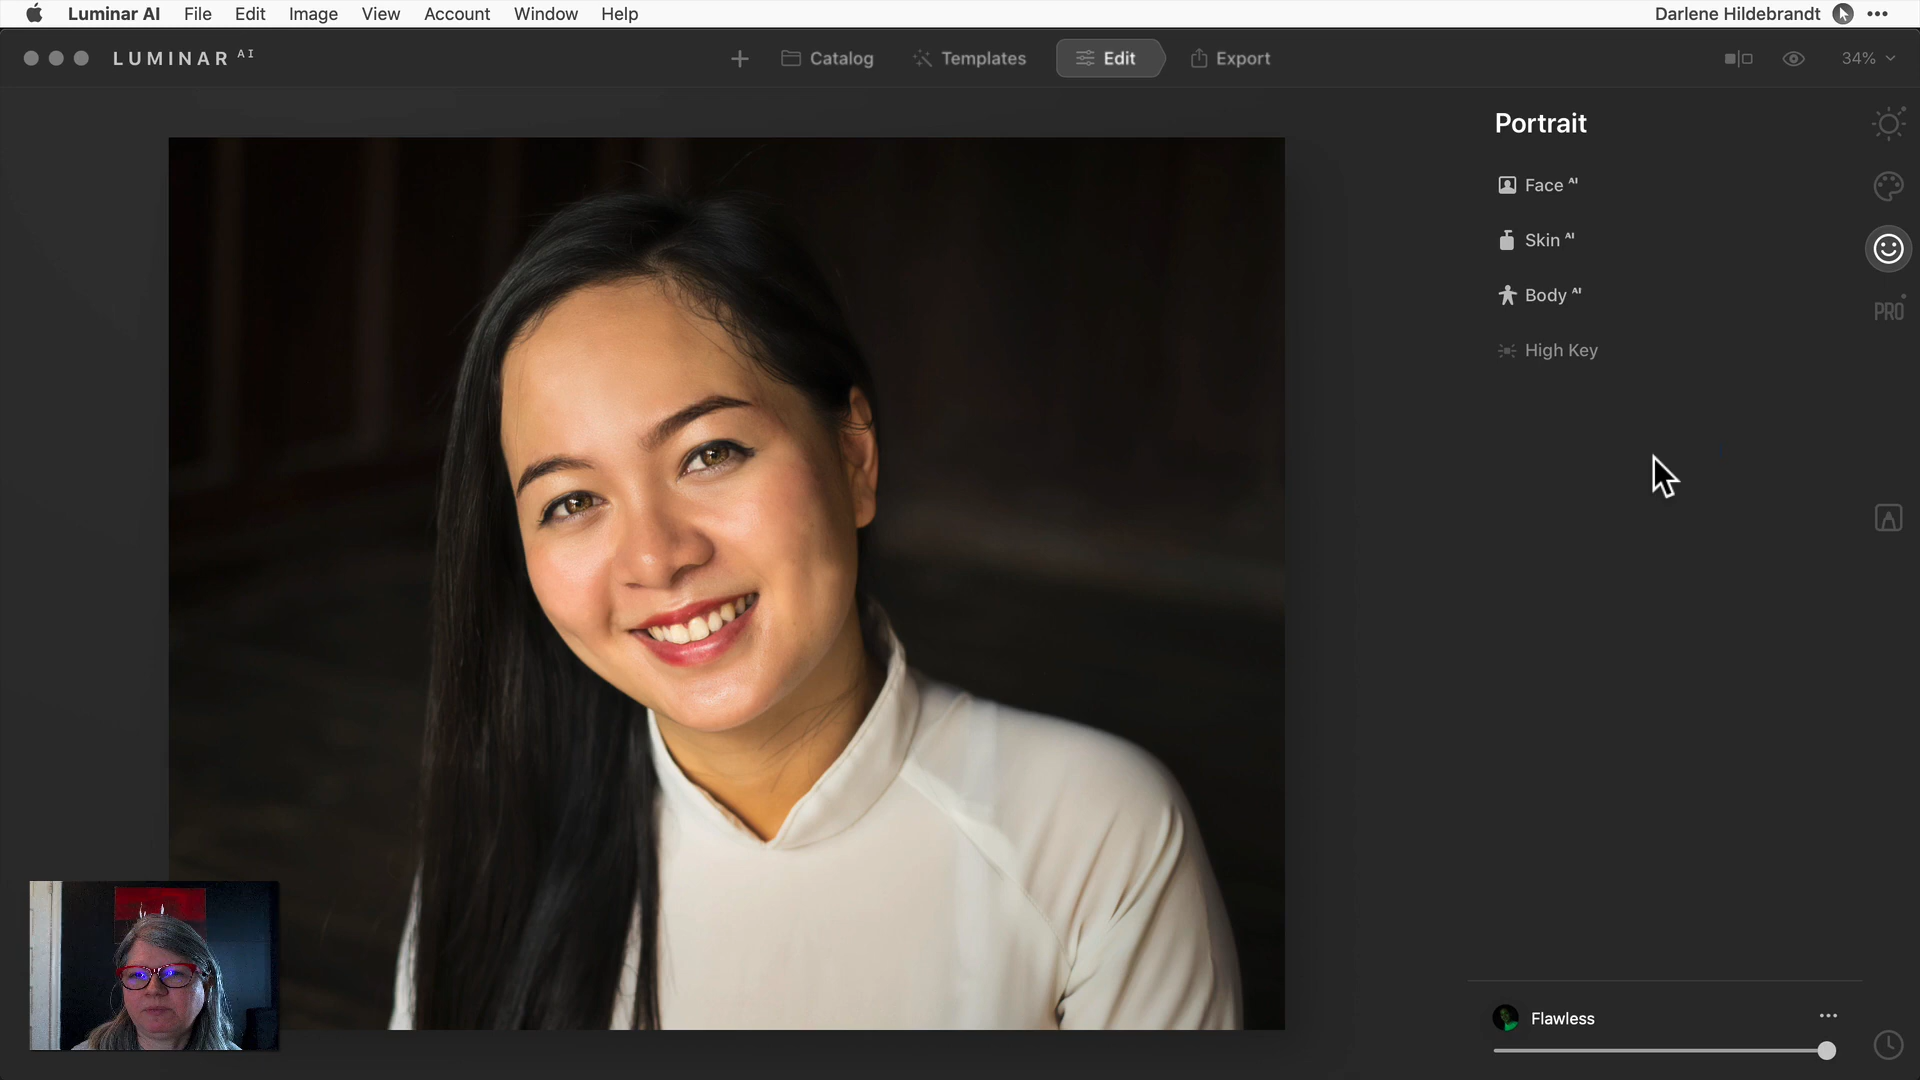 Luminar AI File Edit Image View Account Window Help Darlene Hildebrandt
LUMINAR AI Catalog Templates Edit Export 34%
Portrait
Face AI
Skin AI
Body AI
PRO
High Key
Flawless